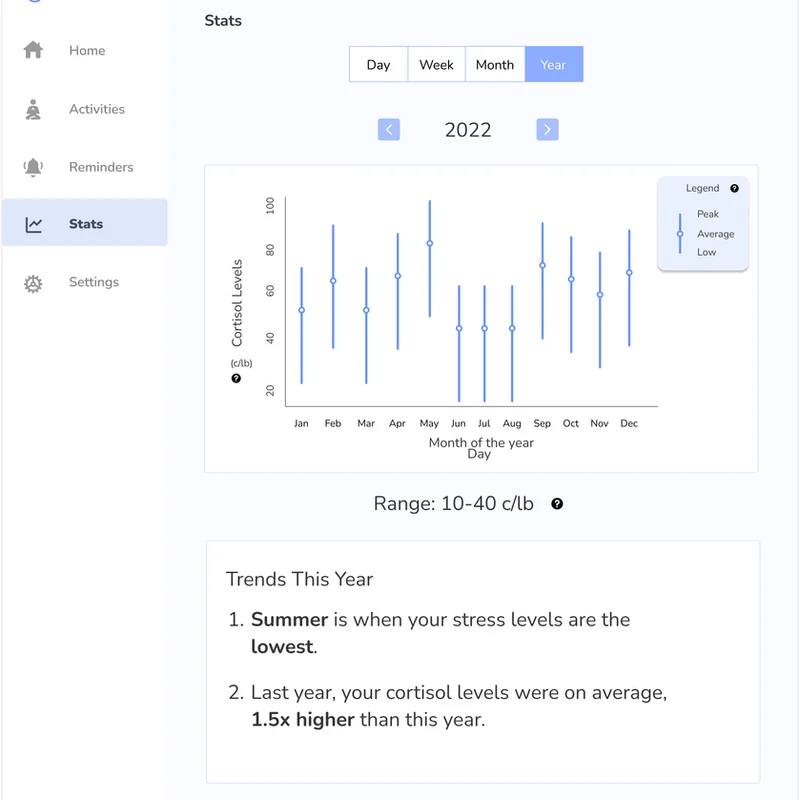 Stats
Home
Activities
Reminders
Stats
Settings
Day Week Month Year
2022
Legend
Peak
Average
Low
Cortisol Levels
(c/lb)
100
80
60
40
20
Jan Feb Mar Apr May Jun Jul Aug Sep Oct Nov Dec
Month of the year
Day
Range: 10-40 c/lb
Trends This Year
1. Summer is when your stress levels are the
lowest.
2. Last year, your cortisol levels were on average,
1.5x higher than this year.